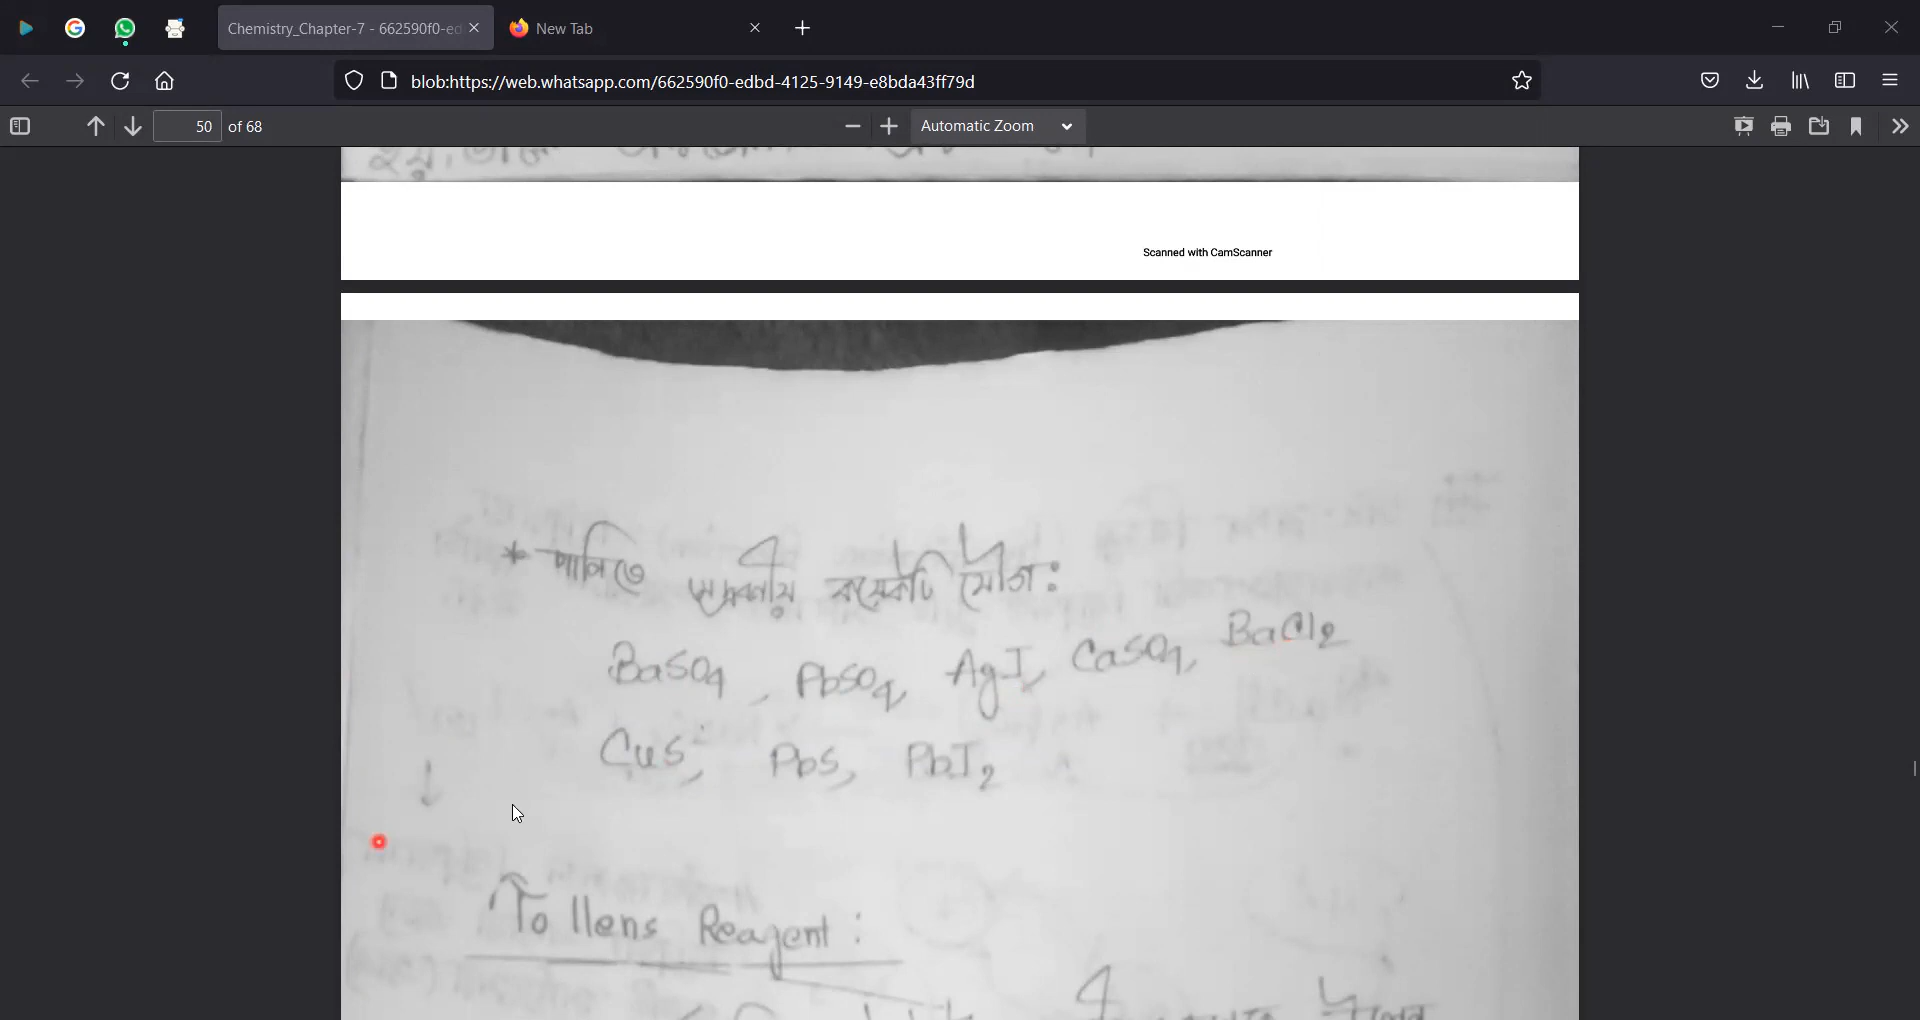 Chemistry_Chapter-7 - 662590f0-ed
New Tab
blob:https://web.whatsapp.com/662590f0-edbd-4125-9149-e8bda43ff79d
50 of 68
Automatic Zoom
Scanned with CamScanner
* পানিতে অদ্রবণীয় কয়েকটি যৌগ:
BaSO4, PbSO4, AgI, CaSO4, BaCl2
CuS, PbS, PbI2
Tollens Reagent: